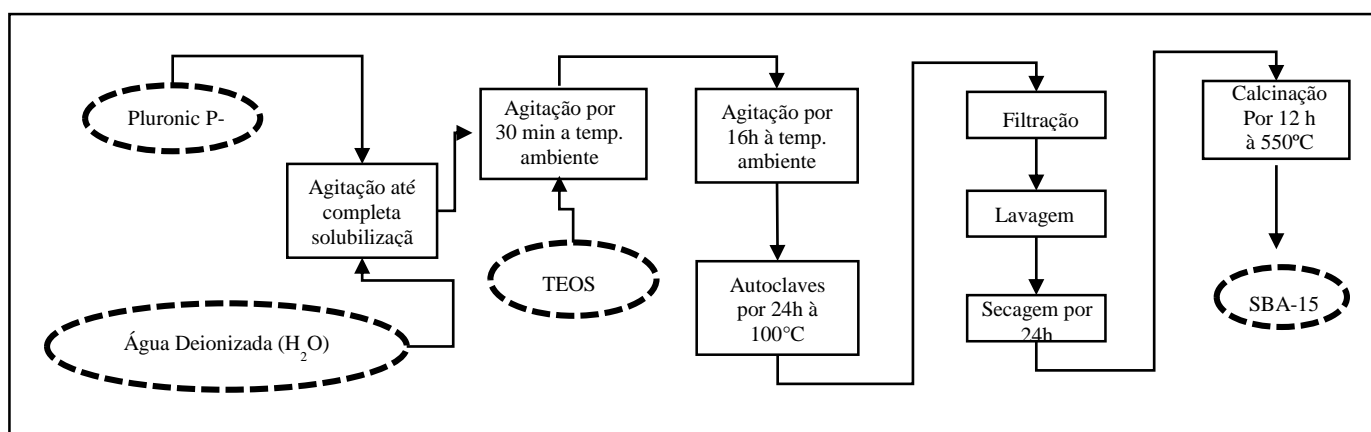 Pluronic P-
Água Deionizada (H2O)
Agitação até
completa
solubilizaçã
Agitação por
30 min a temp.
ambiente
TEOS
Agitação por
16h à temp.
ambiente
Autoclaves
por 24h à
100°C
Filtração
Lavagem
Secagem por
24h
Calcinação
Por 12 h
à 550ºC
SBA-15